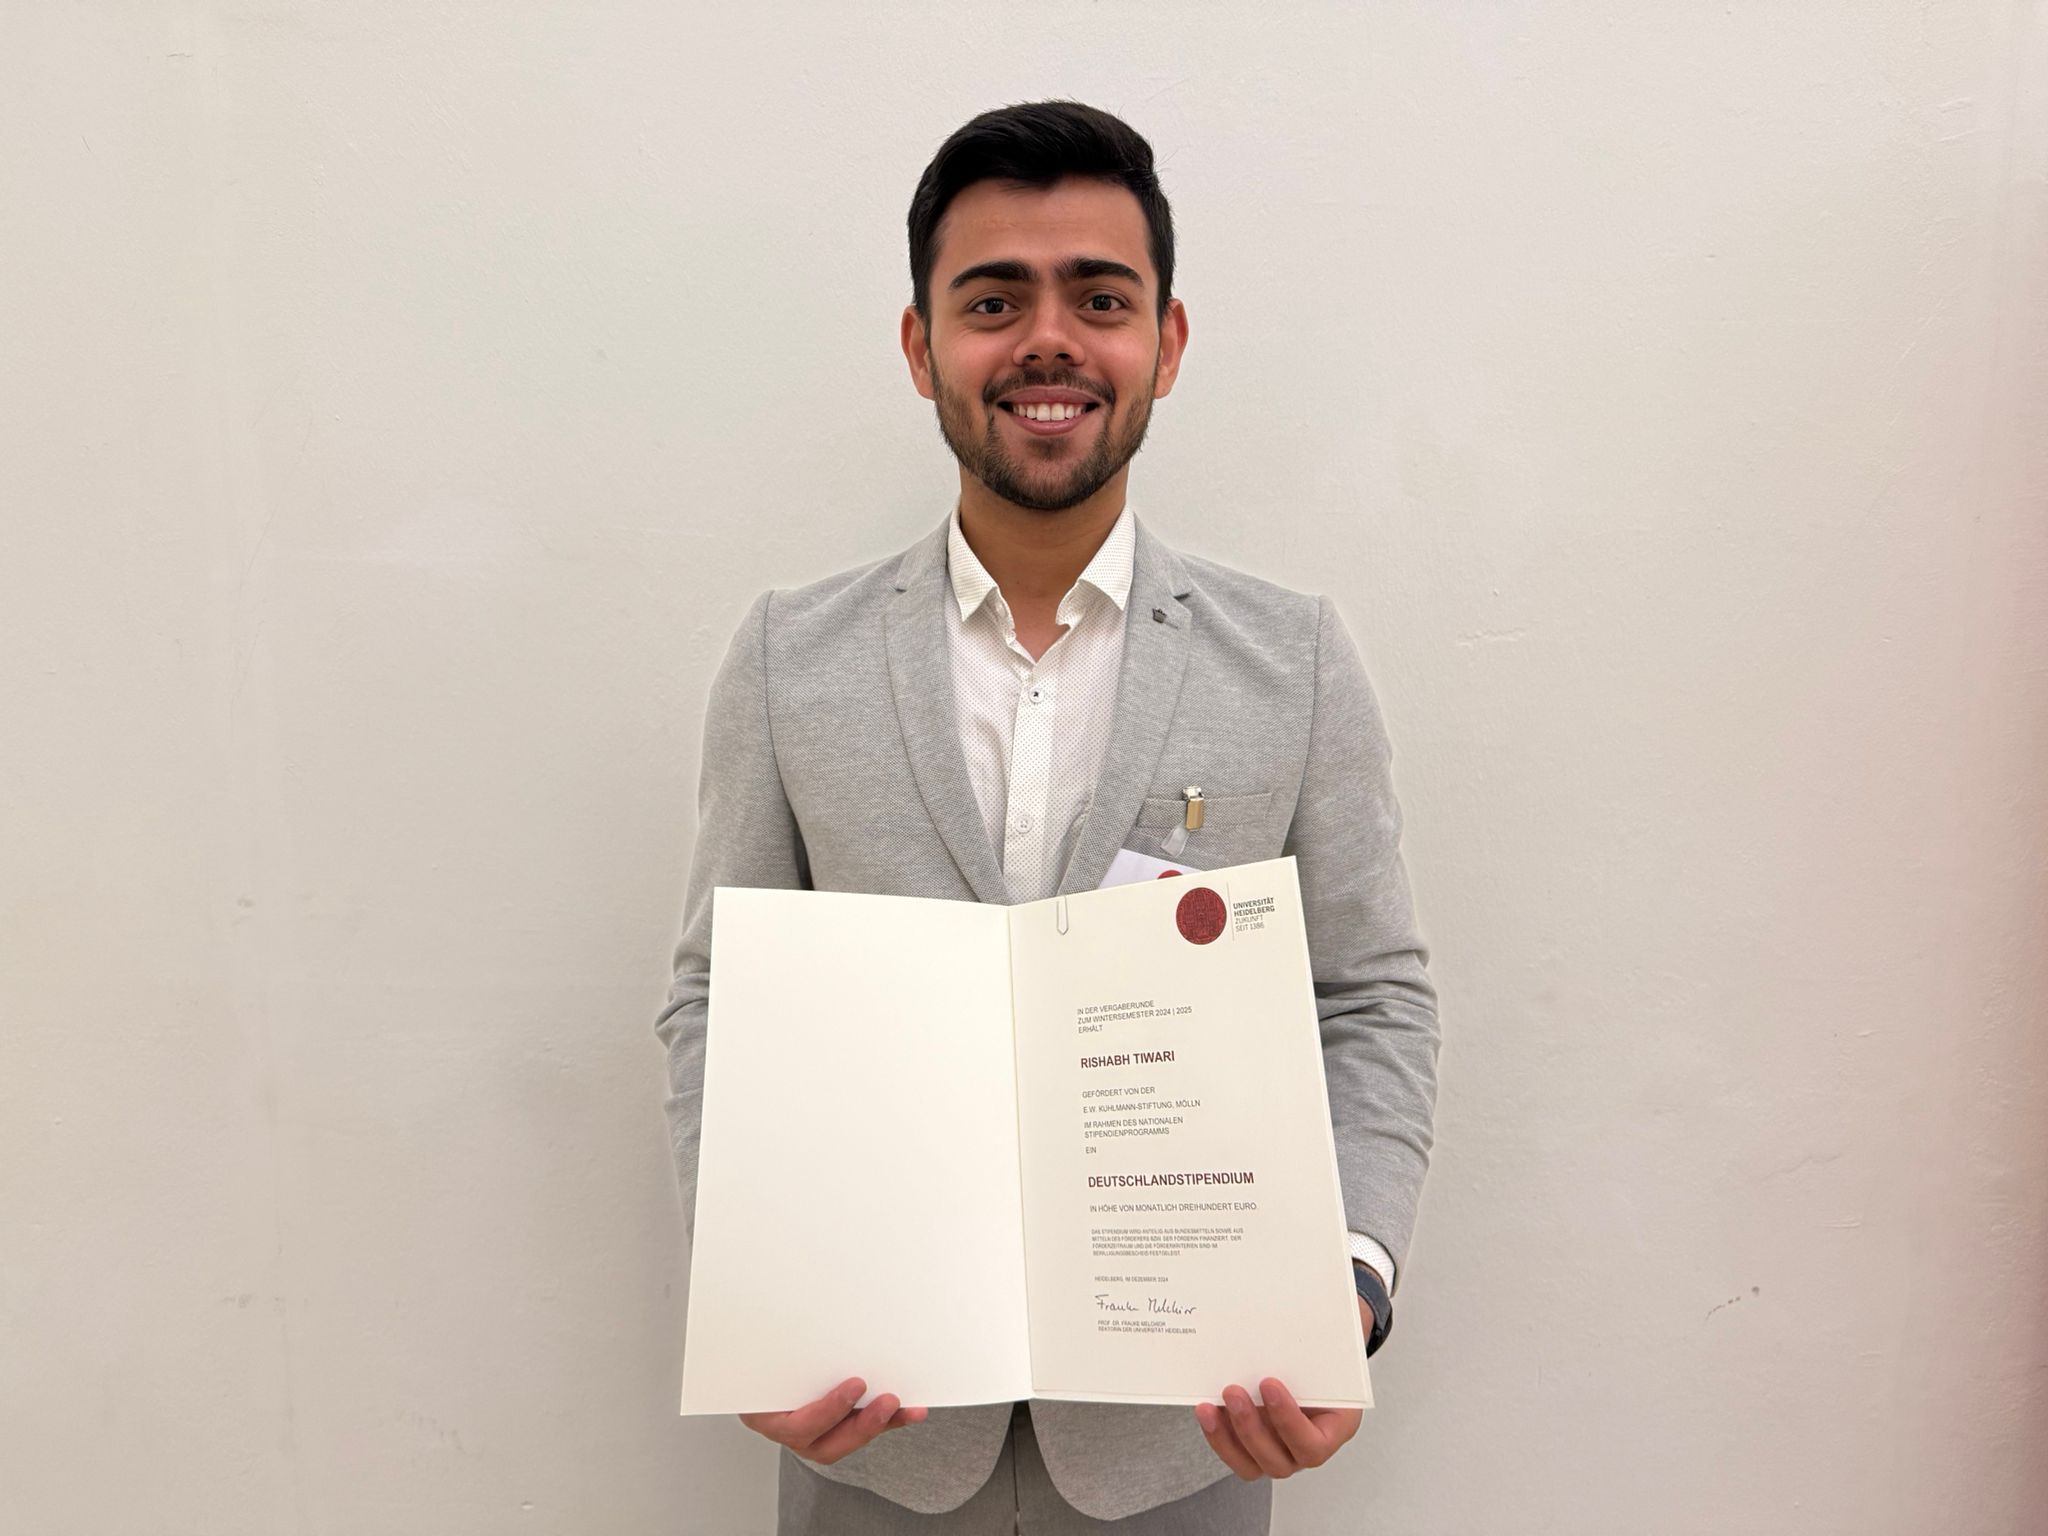 UNIVERSITÄT
HEIDELBERG
ZUKUNFT
SEIT 1386
IN DER VERGABERUNDE
ZUM WINTERSEMESTER 2024 | 2025
ERHÄLT
RISHABH TIWARI
GEFÖRDERT VON DER
E.W. KUHLMANN-STIFTUNG, MÖLLN
IM RAHMEN DES NATIONALEN
STIPENDIENPROGRAMMS
EIN
DEUTSCHLANDSTIPENDIUM
IN HÖHE VON MONATLICH DREIHUNDERT EURO.
DAS STIPENDIUM WIRD ANTEILIG AUS BUNDESMITTELN SOWIE AUS
MITTELN DES FÖRDERERS BZW. DER FÖRDERIN FINANZIERT. DER
FÖRDERZEITRAUM UND DIE FÖRDERKRITERIEN SIND IM
BEWILLIGUNGSBESCHEID FESTGELEGT.
HEIDELBERG, IM DEZEMBER 2024
Frauke Melchior
PROF. DR. FRAUKE MELCHIOR
REKTORIN DER UNIVERSITÄT HEIDELBERG